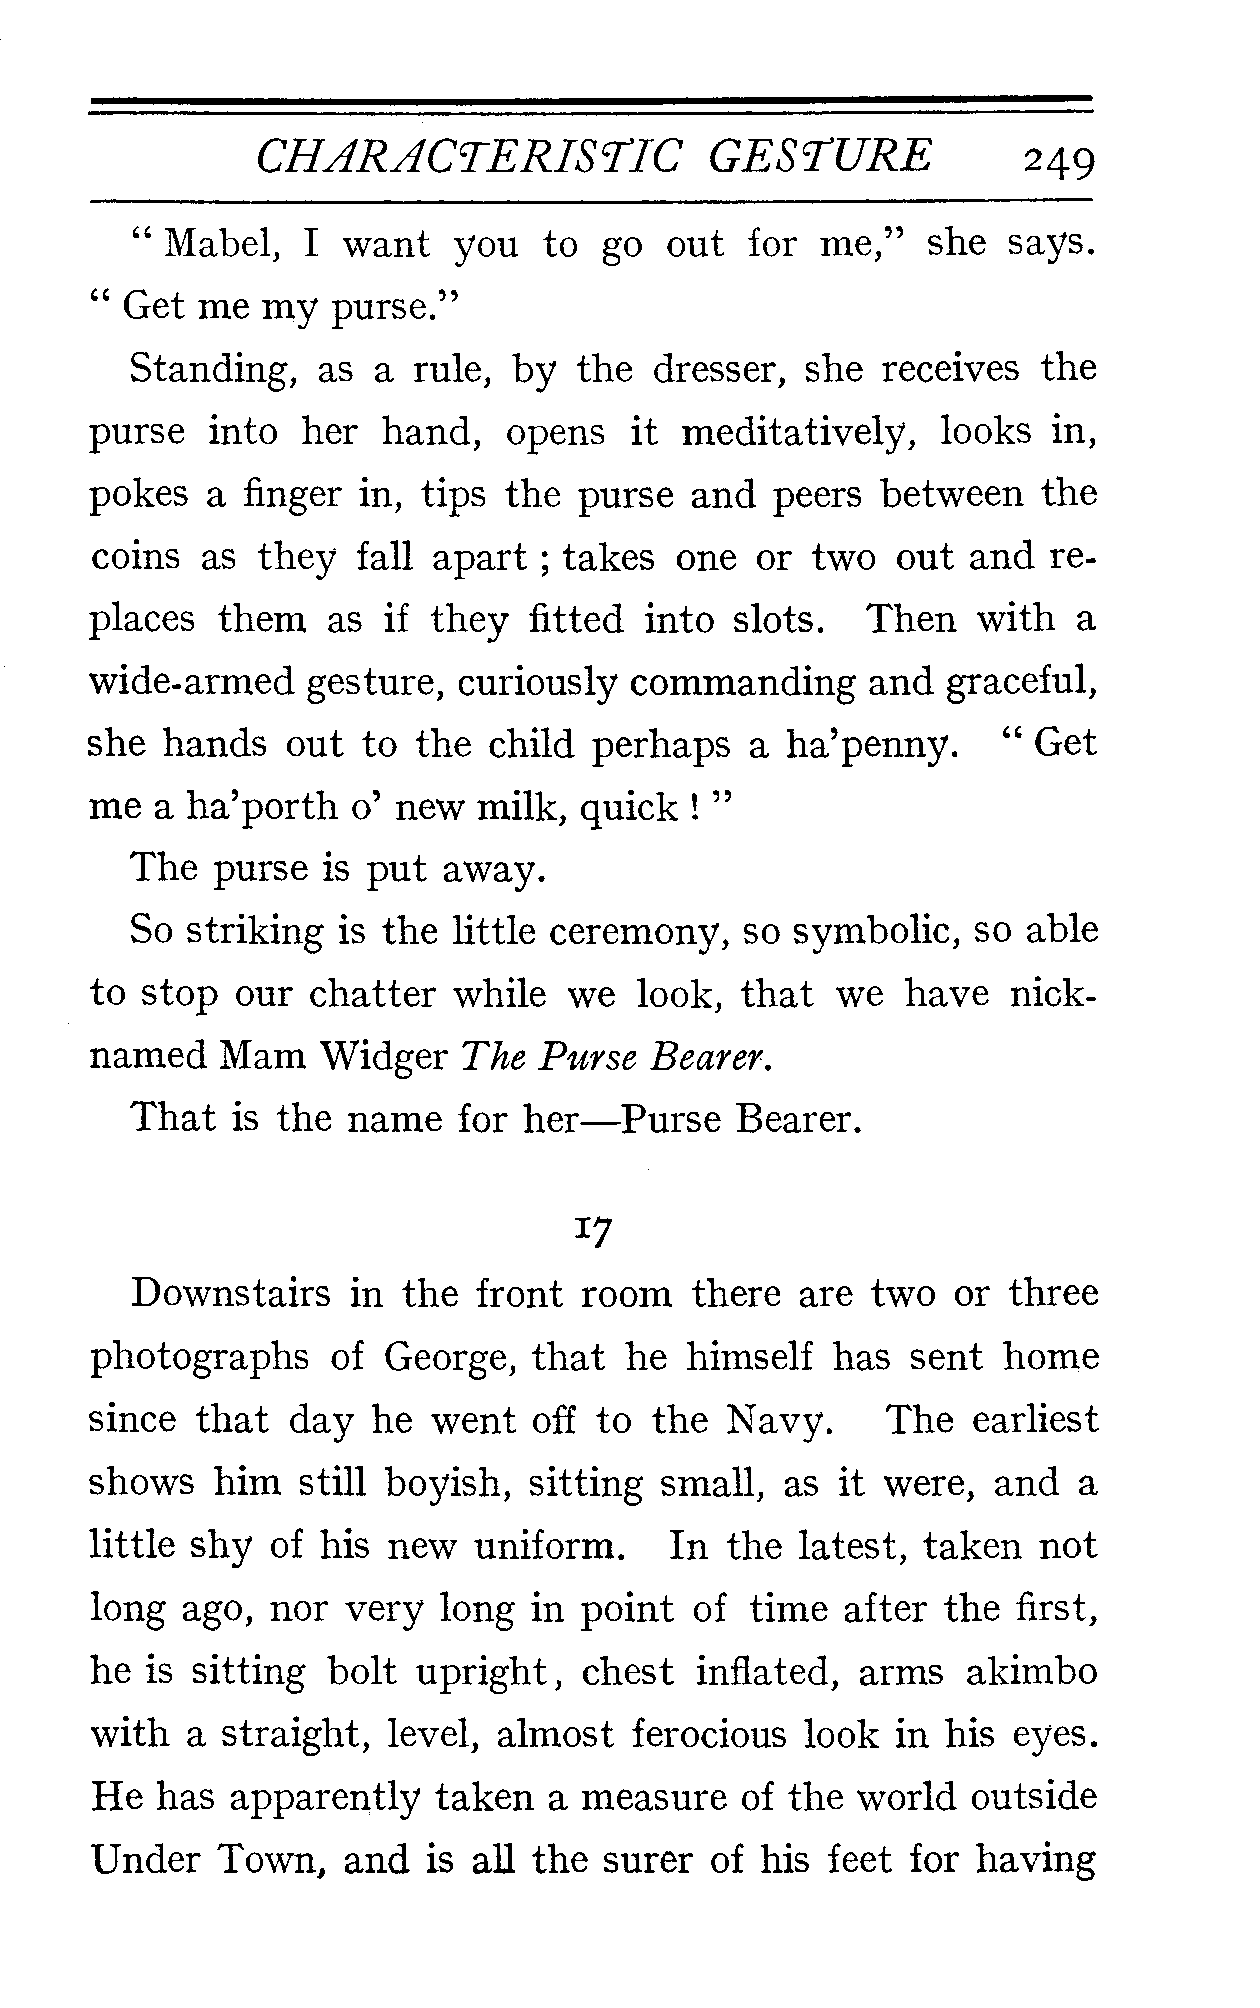 CHARACTERISTIC GESTURE 249
“ Mabel, I want you to go out for me,” she says.
“ Get me my purse.”
Standing, as a rule, by the dresser, she receives the
purse into her hand, opens it meditatively, looks in,
pokes a finger in, tips the purse and peers between the
coins as they fall apart ; takes one or two out and re-
places them as if they fitted into slots. Then with a
wide-armed gesture, curiously commanding and graceful,
she hands out to the child perhaps a ha’penny. “ Get
me a ha’porth o’ new milk, quick ! ”
The purse is put away.
So striking is the little ceremony, so symbolic, so able
to stop our chatter while we look, that we have nick-
named Mam Widger The Purse Bearer.
That is the name for her—Purse Bearer.
17
Downstairs in the front room there are two or three
photographs of George, that he himself has sent home
since that day he went off to the Navy. The earliest
shows him still boyish, sitting small, as it were, and a
little shy of his new uniform. In the latest, taken not
long ago, nor very long in point of time after the first,
he is sitting bolt upright, chest inflated, arms akimbo
with a straight, level, almost ferocious look in his eyes.
He has apparently taken a measure of the world outside
Under Town, and is all the surer of his feet for having